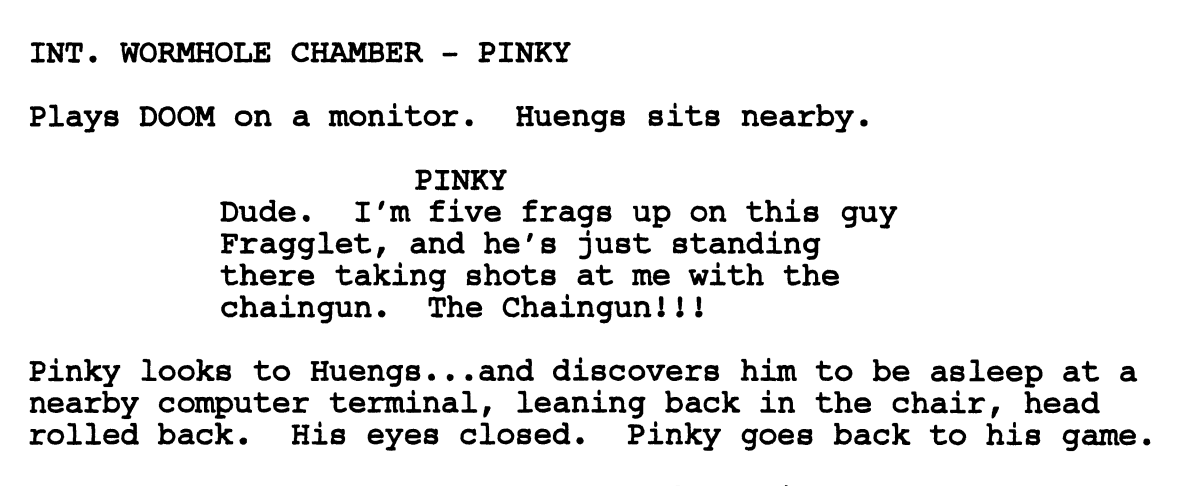 INT. WORMHOLE CHAMBER - PINKY
Plays DOOM on a monitor.  Huengs sits nearby.
PINKY
Dude.  I'm five frags up on this guy
Fragglet, and he's just standing
there taking shots at me with the
chaingun.  The Chaingun!!!
Pinky looks to Huengs...and discovers him to be asleep at a
nearby computer terminal, leaning back in the chair, head
rolled back.  His eyes closed.  Pinky goes back to his game.